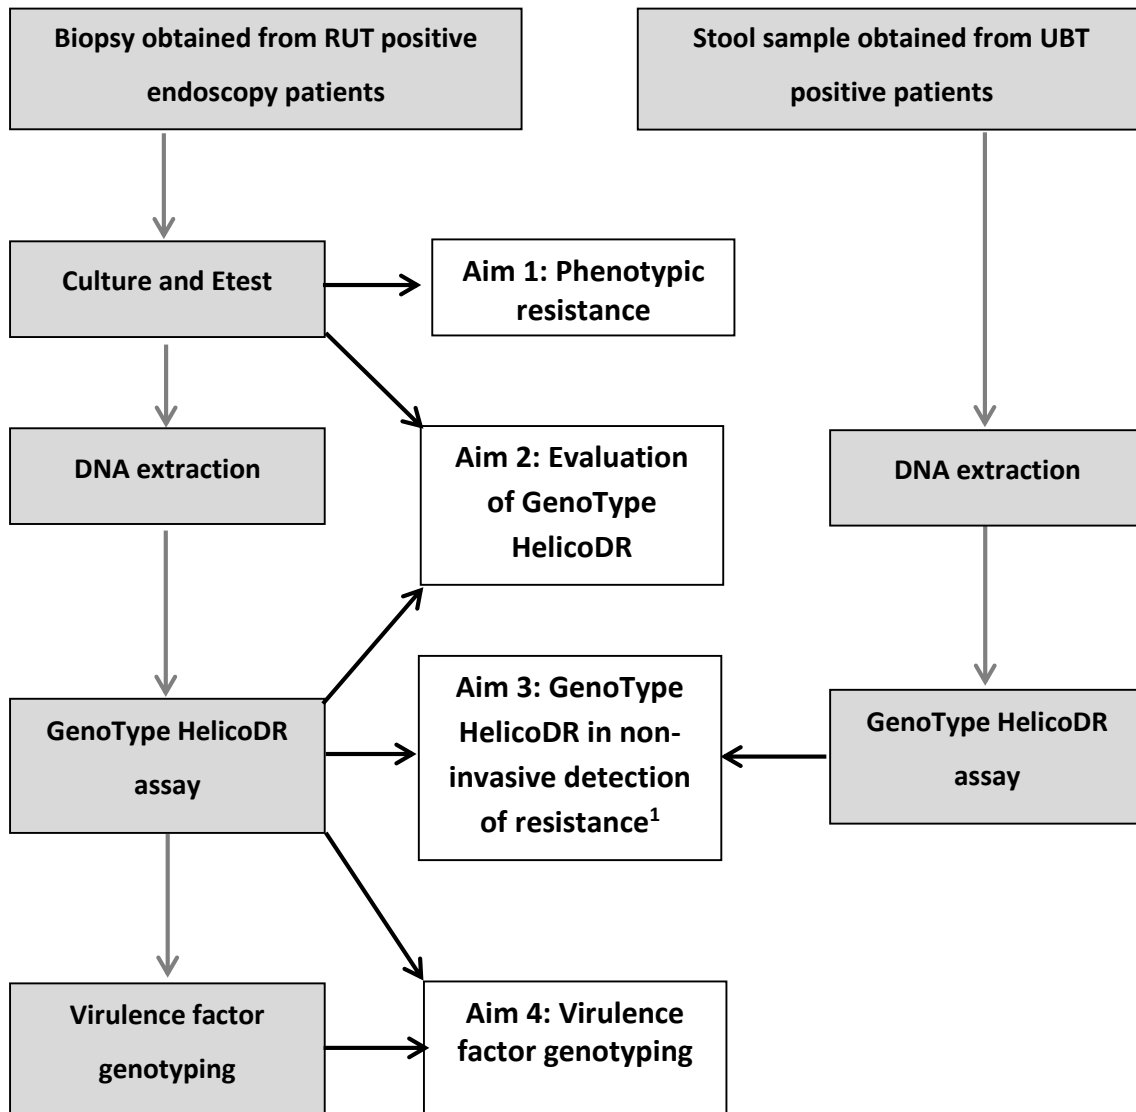 Biopsy obtained from RUT positive
endoscopy patients
Stool sample obtained from UBT
positive patients
Culture and Etest
Aim 1: Phenotypic
resistance
DNA extraction
Aim 2: Evaluation
of GenoType
HelicoDR
DNA extraction
GenoType HelicoDR
assay
Aim 3: GenoType
HelicoDR in non-
invasive detection
of resistance¹
GenoType HelicoDR
assay
Virulence factor
genotyping
Aim 4: Virulence
factor genotyping